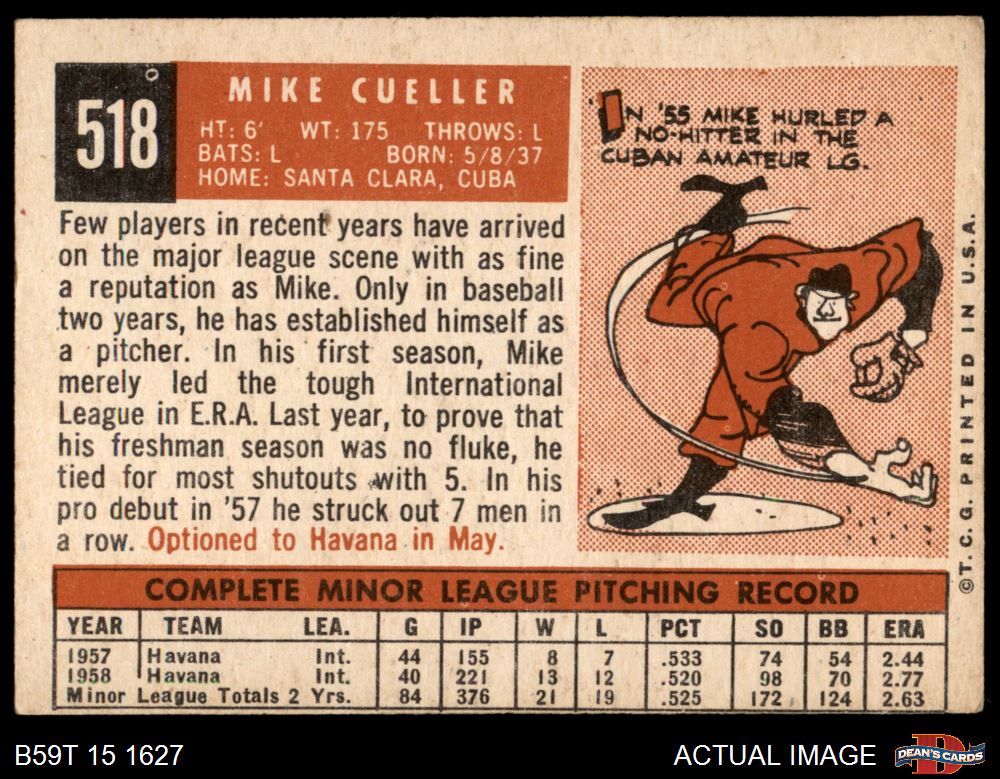 518
MIKE CUELLER
HT: 6' WT: 175 THROWS: L
BATS: L BORN: 5/8/37
HOME: SANTA CLARA, CUBA
IN '55 MIKE HURLED A
NO-HITTER IN THE
CUBAN AMATEUR LG.
Few players in recent years have arrived
on the major league scene with as fine
a reputation as Mike. Only in baseball
two years, he has established himself as
a pitcher. In his first season, Mike
merely led the tough International
League in E.R.A. Last year, to prove that
his freshman season was no fluke, he
tied for most shutouts with 5. In his
pro debut in '57 he struck out 7 men in
a row. Optioned to Havana in May.
©T. C. G. PRINTED IN U.S.A.
COMPLETE MINOR LEAGUE PITCHING RECORD
YEAR TEAM LEA. G IP W L PCT SO BB ERA
1957 Havana Int. 44 155 8 7 .533 74 54 2.44
1958 Havana Int. 40 221 13 12 .520 98 70 2.77
Minor League Totals 2 Yrs. 84 376 21 19 .525 172 124 2.63
B59T 15 1627
ACTUAL IMAGE
DEAN'S CARDS